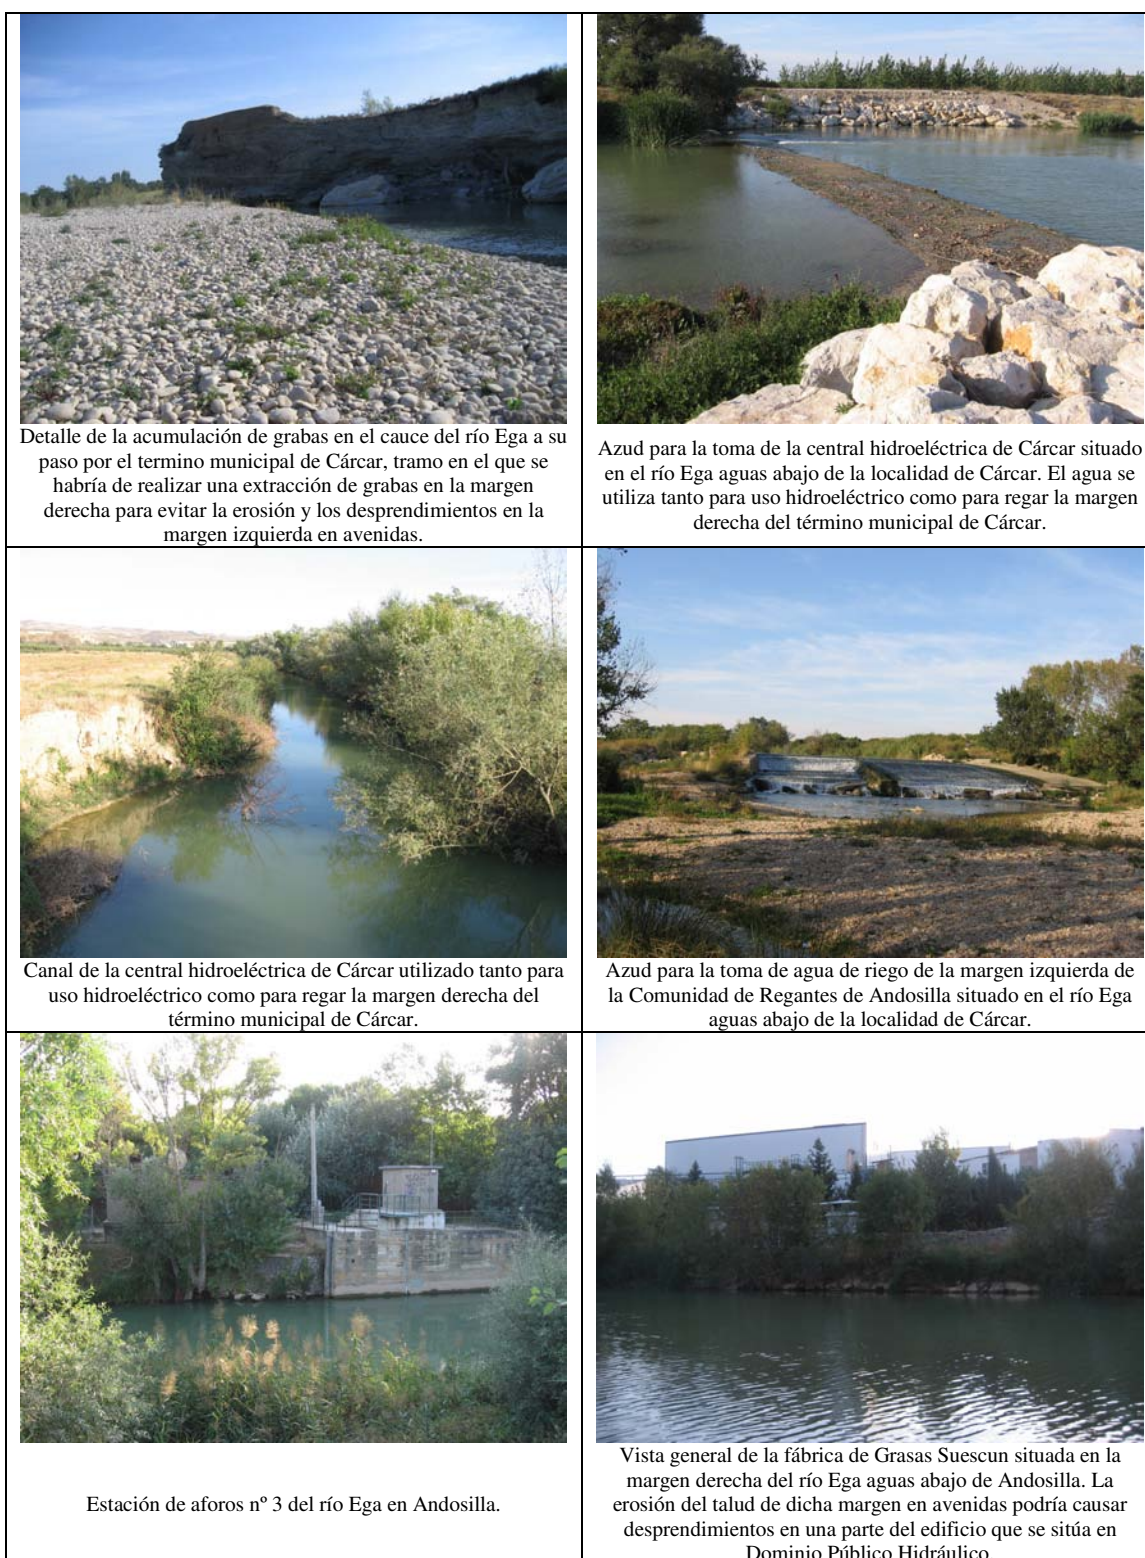 Detalle de la acumulación de grabas en el cauce del río Ega a su
paso por el termino municipal de Cárcar, tramo en el que se
habría de realizar una extracción de grabas en la margen
derecha para evitar la erosión y los desprendimientos en la
margen izquierda en avenidas.
Azud para la toma de la central hidroeléctrica de Cárcar situado
en el río Ega aguas abajo de la localidad de Cárcar. El agua se
utiliza tanto para uso hidroeléctrico como para regar la margen
derecha del término municipal de Cárcar.
Canal de la central hidroeléctrica de Cárcar utilizado tanto para
uso hidroeléctrico como para regar la margen derecha del
término municipal de Cárcar.
Azud para la toma de agua de riego de la margen izquierda de
la Comunidad de Regantes de Andosilla situado en el río Ega
aguas abajo de la localidad de Cárcar.
Estación de aforos nº 3 del río Ega en Andosilla.
Vista general de la fábrica de Grasas Suescun situada en la
margen derecha del río Ega aguas abajo de Andosilla. La
erosión del talud de dicha margen en avenidas podría causar
desprendimientos en una parte del edificio que se sitúa en
Dominio Público Hidráulico